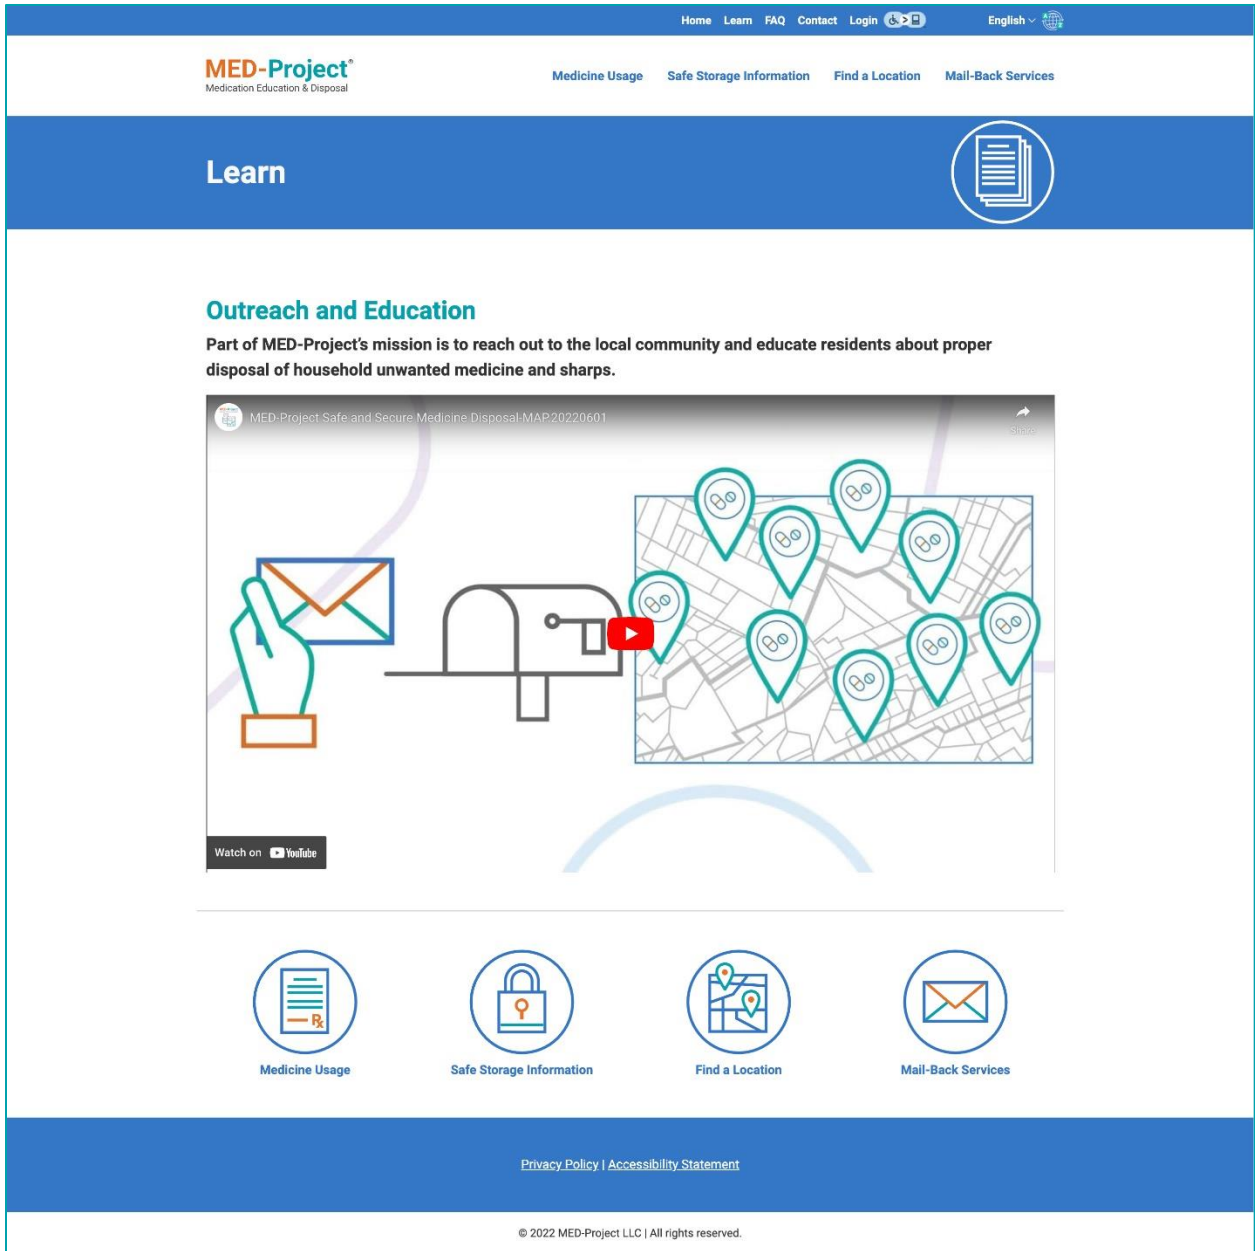 Home Learn FAQ Contact Login English
MED-Project®
Medication Education & Disposal
Medicine Usage Safe Storage Information Find a Location Mail-Back Services
Learn
Outreach and Education
Part of MED-Project's mission is to reach out to the local community and educate residents about proper
disposal of household unwanted medicine and sharps.
MED-Project Safe and Secure Medicine Disposal-MAP.20220601
Share
Watch on YouTube
Rx
Medicine Usage Safe Storage Information Find a Location Mail-Back Services
Privacy Policy | Accessibility Statement
© 2022 MED-Project LLC | All rights reserved.